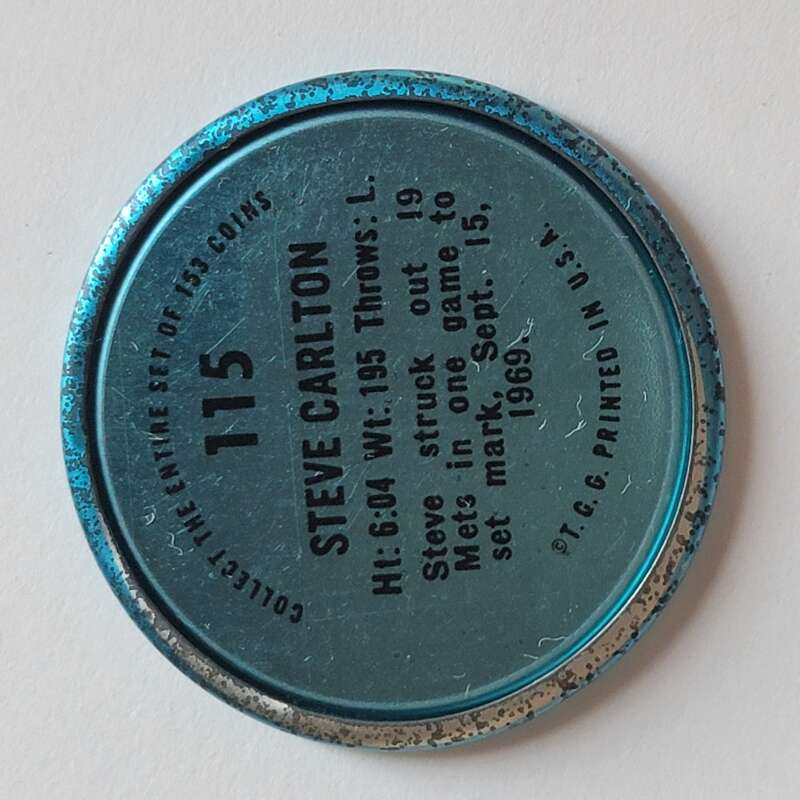 COLLECT THE ENTIRE SET OF 153 COINS
115
STEVE CARLTON
Ht: 6:04 Wt: 195 Throws: L.
Steve struck out 19
Mets in one game to
set mark, Sept. 15,
1969.
©T. C. G. PRINTED IN U.S.A.